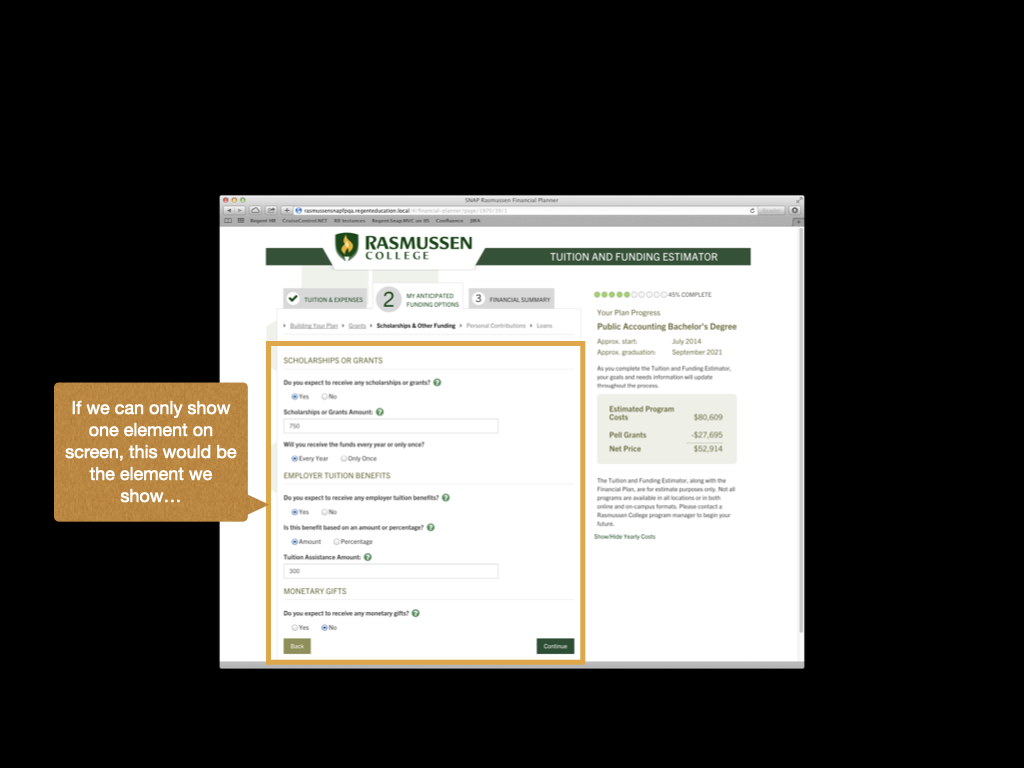 SNAP Rasmussen Financial Planner
rasmussensnapfpqa.regenteducation.local
Regent HR CruiseControl.NET RR Instances Regent.Snap.MVC on IIS Confluence JIRA
RASMUSSEN
COLLEGE
TUITION AND FUNDING ESTIMATOR
TUITION & EXPENSES
2
MY ANTICIPATED
FUNDING OPTIONS
3 FINANCIAL SUMMARY
45% COMPLETE
Building Your Plan Grants Scholarships & Other Funding Personal Contributions Loans
Your Plan Progress
Public Accounting Bachelor's Degree
Approx. start: July 2014
Approx. graduation: September 2021
As you complete the Tuition and Funding Estimator,
your goals and needs information will update
throughout the process.
Estimated Program
Costs $80,609
Pell Grants -$27,695
Net Price $52,914
The Tuition and Funding Estimator, along with the
Financial Plan, are for estimate purposes only. Not all
programs are available in all locations or in both
online and on-campus formats. Please contact a
Rasmussen College program manager to begin your
future.
Show/Hide Yearly Costs
SCHOLARSHIPS OR GRANTS
Do you expect to receive any scholarships or grants? ?
Yes No
Scholarships or Grants Amount: ?
750
Will you receive the funds every year or only once?
Every Year Only Once
EMPLOYER TUITION BENEFITS
Do you expect to receive any employer tuition benefits? ?
Yes No
Is this benefit based on an amount or percentage? ?
Amount Percentage
Tuition Assistance Amount: ?
300
MONETARY GIFTS
Do you expect to receive any monetary gifts? ?
Yes No
Back Continue
If we can only show
one element on
screen, this would be
the element we
show…